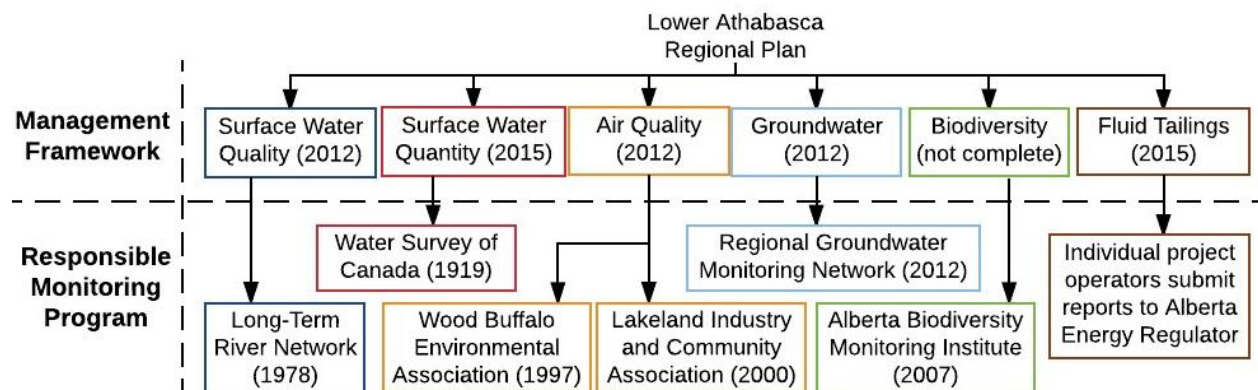 Lower Athabasca
Regional Plan
Management
Framework
Surface Water
Quality (2012)
Surface Water
Quantity (2015)
Air Quality
(2012)
Groundwater
(2012)
Biodiversity
(not complete)
Fluid Tailings
(2015)
Responsible
Monitoring
Program
Water Survey of
Canada (1919)
Regional Groundwater
Monitoring Network (2012)
Individual project
operators submit
reports to Alberta
Energy Regulator
Long-Term
River Network
(1978)
Wood Buffalo
Environmental
Association (1997)
Lakeland Industry
and Community
Association (2000)
Alberta Biodiversity
Monitoring Institute
(2007)